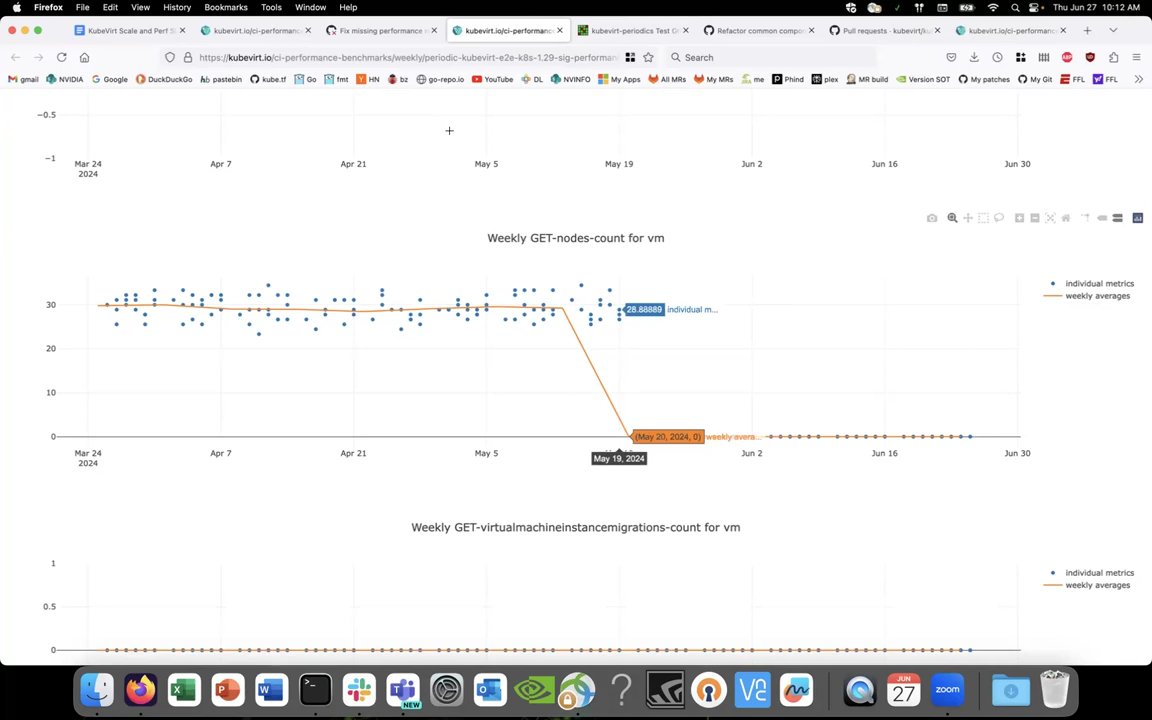 Firefox File Edit View History Bookmarks Tools Window Help Thu Jun 27 10:12 AM
KubeVirt Scale and Perf S kubevirt.io/ci-performance Fix missing performance kubevirt.io/ci-performance kubevirt-periodics Test Gr Refactor common compo Pull requests · kubevirt/ku kubevirt.io/ci-performance
https://kubevirt.io/ci-performance-benchmarks/weekly/periodic-kubevirt-e2e-k8s-1.29-sig-performan Search
gmail NVIDIA Google DuckDuckGo pastebin kube.tf Go fmt HN bz go-repo.io YouTube DL NVINFO My Apps All MRs My MRs me Phind plex MR build Version SOT My patches My Git FFL FFL
−0.5
−1
Mar 24 Apr 7 Apr 21 May 5 May 19 Jun 2 Jun 16 Jun 30
2024
Weekly GET-nodes-count for vm
individual metrics
weekly averages
30
28.88889 individual m...
20
10
0
(May 20, 2024, 0) weekly avera...
Mar 24 Apr 7 Apr 21 May 5 Jun 2 Jun 16 Jun 30
2024
May 19, 2024
Weekly GET-virtualmachineinstancemigrations-count for vm
1
individual metrics
weekly averages
0.5
0
NEW
JUN
27
zoom